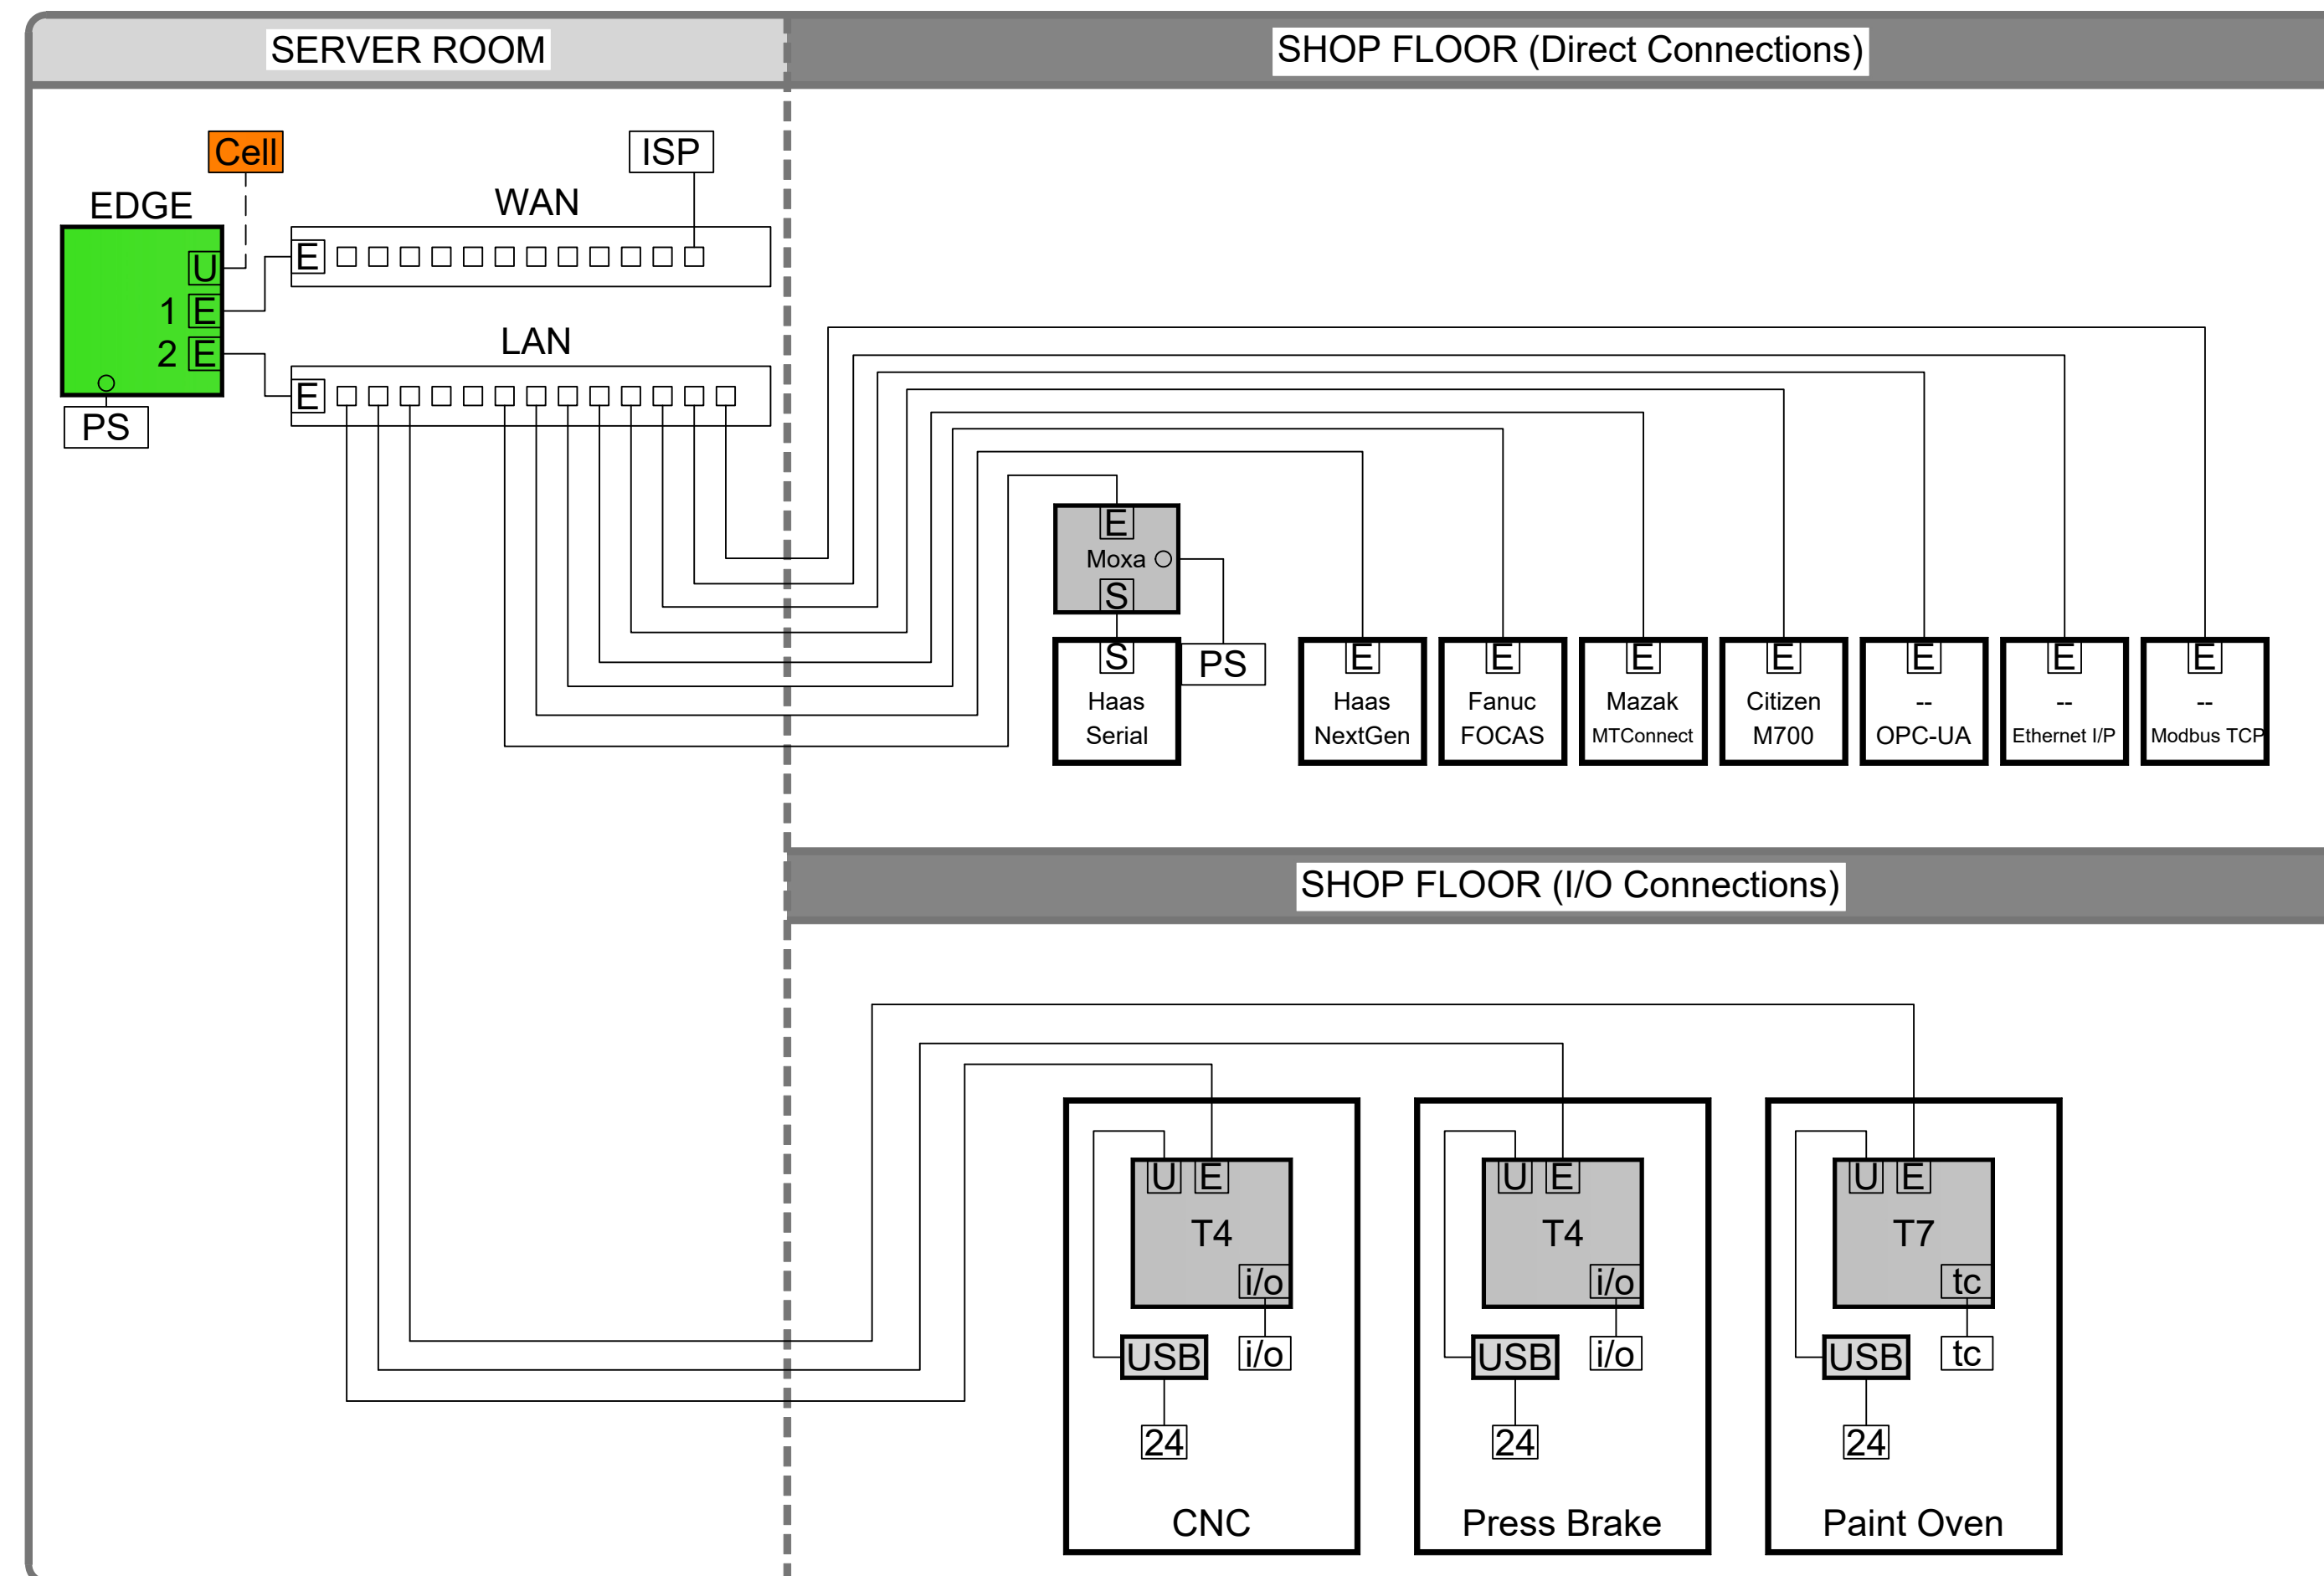 SERVER ROOM
SHOP FLOOR (Direct Connections)
Cell
ISP
EDGE
WAN
U
E
1 E
LAN
2 E
E
PS
E
Moxa
S
PS
S
Haas
Serial
E
Haas
NextGen
E
Fanuc
FOCAS
E
Mazak
MTConnect
E
Citizen
M700
E
--
OPC-UA
E
--
Ethernet I/P
E
--
Modbus TCP
SHOP FLOOR (I/O Connections)
U E
T4
i/o
USB
i/o
24
CNC
U E
T4
i/o
USB
i/o
24
Press Brake
U E
T7
tc
USB
tc
24
Paint Oven